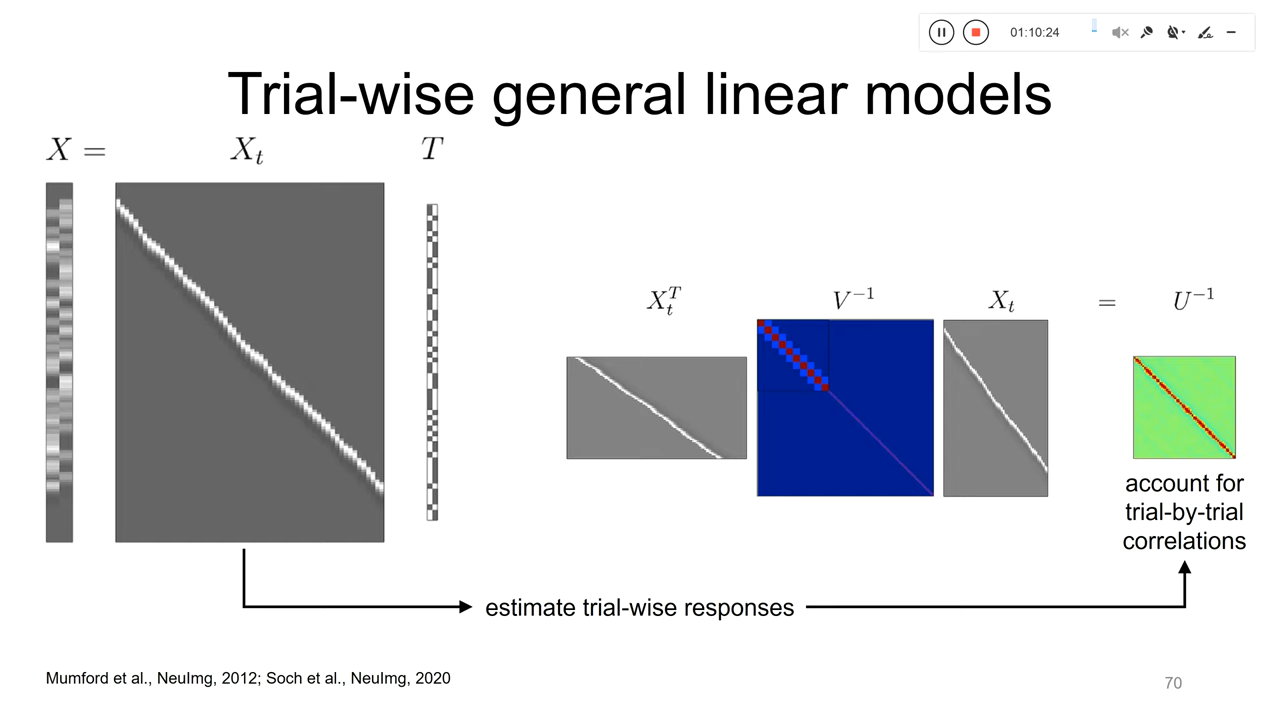 01:10:24
Trial-wise general linear models
X = X_t T
X_t^T V^{-1} X_t = U^{-1}
account for
trial-by-trial
correlations
estimate trial-wise responses
Mumford et al., NeuImg, 2012; Soch et al., NeuImg, 2020
70